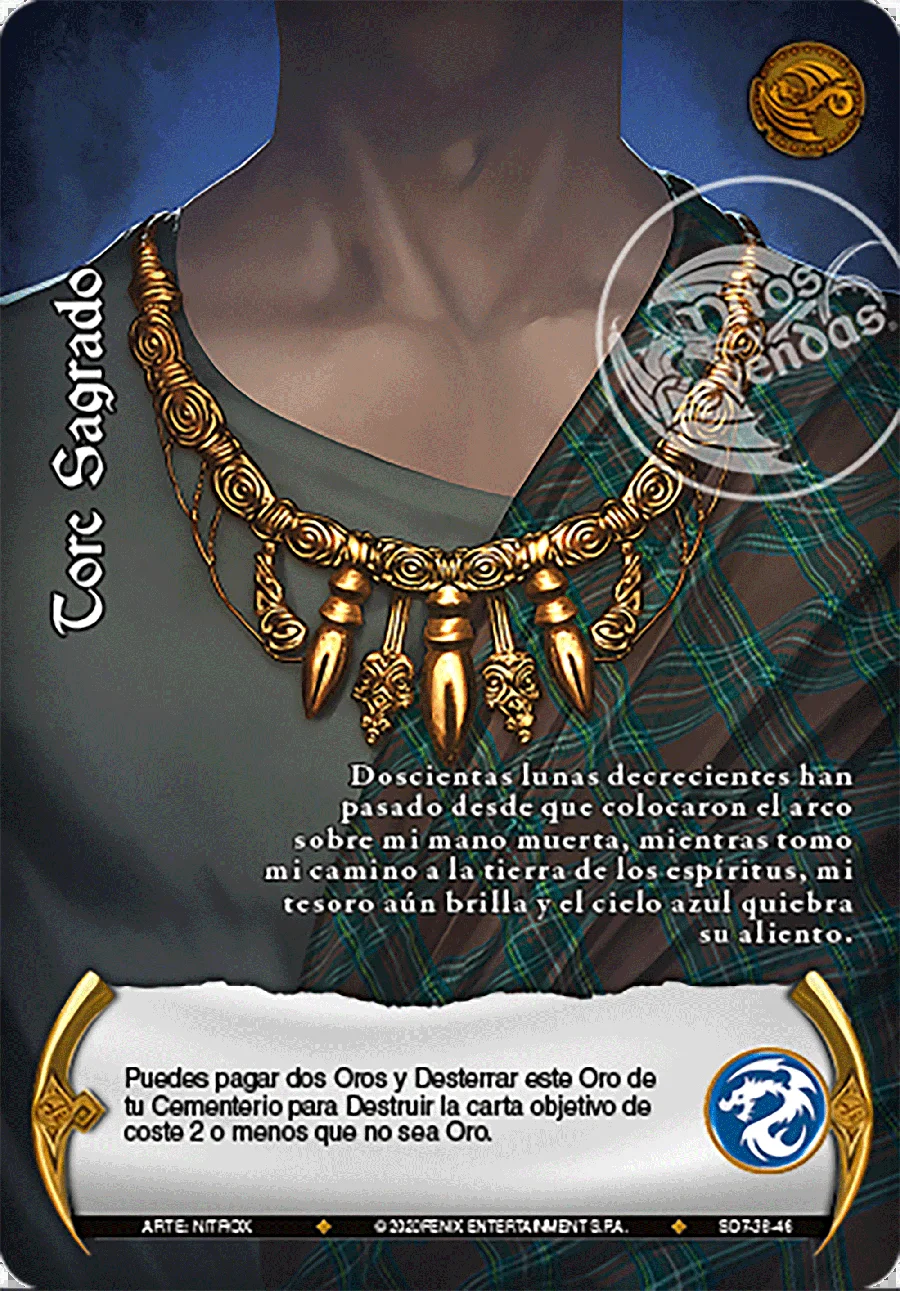 Torc Sagrado
Mitos
Leyendas.
Doscientas lunas decrecientes han
pasado desde que colocaron el arco
sobre mi mano muerta, mientras tomo
mi camino a la tierra de los espíritus, mi
tesoro aún brilla y el cielo azul quiebra
su aliento.
Puedes pagar dos Oros y Desterrar este Oro de
tu Cementerio para Destruir la carta objetivo de
coste 2 o menos que no sea Oro.
ARTE: NITROX © 2020 FENIX ENTERTAINMENT S.P.A. SO7-38-46